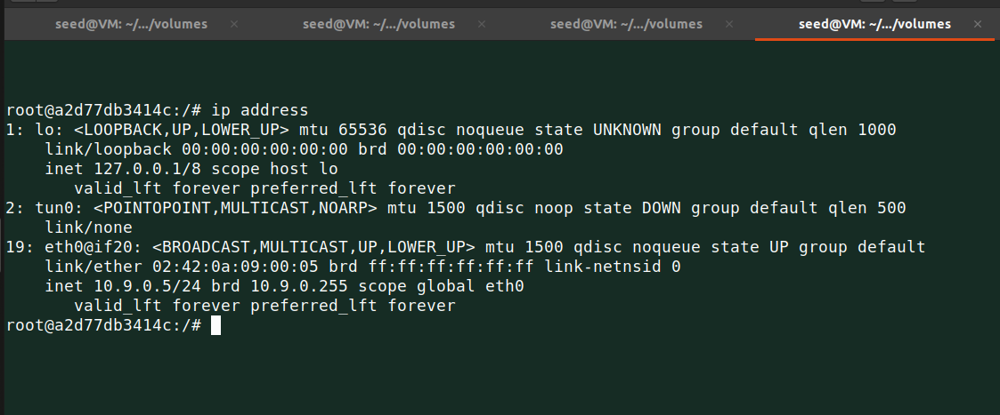 seed@VM: ~/.../volumes × seed@VM: ~/.../volumes × seed@VM: ~/.../volumes × seed@VM: ~/.../volumes ×
root@a2d77db3414c:/# ip address
1: lo: <LOOPBACK,UP,LOWER_UP> mtu 65536 qdisc noqueue state UNKNOWN group default qlen 1000
    link/loopback 00:00:00:00:00:00 brd 00:00:00:00:00:00
    inet 127.0.0.1/8 scope host lo
       valid_lft forever preferred_lft forever
2: tun0: <POINTOPOINT,MULTICAST,NOARP> mtu 1500 qdisc noop state DOWN group default qlen 500
    link/none
19: eth0@if20: <BROADCAST,MULTICAST,UP,LOWER_UP> mtu 1500 qdisc noqueue state UP group default
    link/ether 02:42:0a:09:00:05 brd ff:ff:ff:ff:ff:ff link-netnsid 0
    inet 10.9.0.5/24 brd 10.9.0.255 scope global eth0
       valid_lft forever preferred_lft forever
root@a2d77db3414c:/#